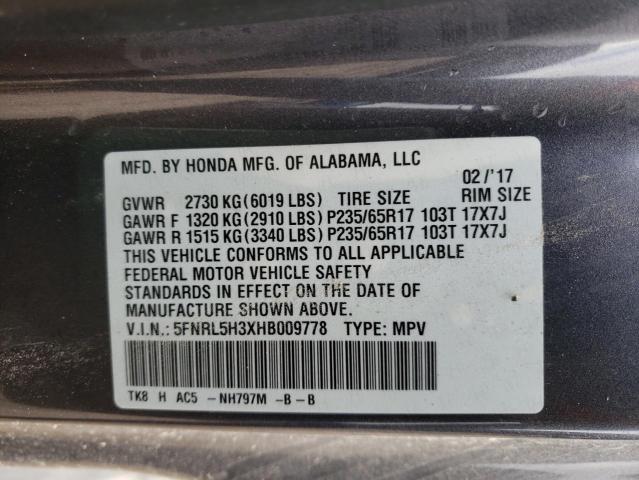 MFD. BY HONDA MFG. OF ALABAMA, LLC
02/'17
GVWR 2730 KG (6019 LBS) TIRE SIZE RIM SIZE
GAWR F 1320 KG (2910 LBS) P235/65R17 103T 17X7J
GAWR R 1515 KG (3340 LBS) P235/65R17 103T 17X7J
THIS VEHICLE CONFORMS TO ALL APPLICABLE
FEDERAL MOTOR VEHICLE SAFETY
STANDARDS IN EFFECT ON THE DATE OF
MANUFACTURE SHOWN ABOVE.
V.I.N.: 5FNRL5H3XHB009778 TYPE: MPV
TK8 H AC5 -NH797M -B-B